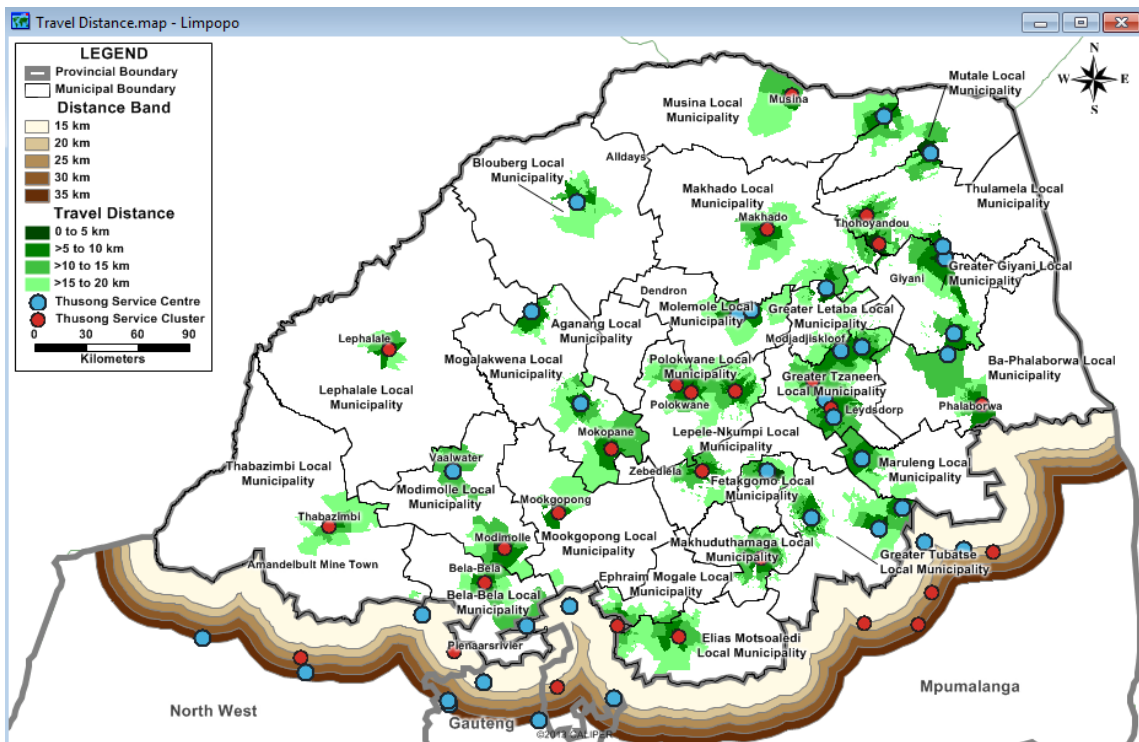 Travel Distance.map - Limpopo
LEGEND
Provincial Boundary
Municipal Boundary
Distance Band
15 km
20 km
25 km
30 km
35 km
Travel Distance
0 to 5 km
>5 to 10 km
>10 to 15 km
>15 to 20 km
Thusong Service Centre
Thusong Service Cluster
0 30 60 90
Kilometers
N
W E
S
Mutale Local
Municipality
Musina
Musina Local
Municipality
Alldays
Blouberg Local
Municipality
Makhado Local
Municipality
Makhado
Thulamela Local
Municipality
Thohoyandou
Giyani
Greater Giyani Local
Municipality
Dendron
Molemole Local
Municipality
Greater Letaba Local
Municipality
Modjadjiskloof
Aganang Local
Municipality
Lephalale
Mogalakwena Local
Municipality
Polokwane Local
Municipality
Polokwane
Ba-Phalaborwa Local
Municipality
Greater Tzaneen
Local Municipality
Leydsdorp
Phalaborwa
Lephalale Local
Municipality
Mokopane
Lepele-Nkumpi Local
Municipality
Zebediela
Maruleng Local
Municipality
Vaalwater
Thabazimbi Local
Municipality
Modimolle Local
Municipality
Fetakgomo Local
Municipality
Mookgopong
Thabazimbi
Mookgopong Local
Municipality
Modimolle
Makhuduthamaga Local
Municipality
Greater Tubatse
Local Municipality
Amandelbult Mine Town
Bela-Bela
Bela-Bela Local
Municipality
Ephraim Mogale Local
Municipality
Elias Motsoaledi
Local Municipality
Pienaarsrivier
North West
Gauteng
Mpumalanga
©2013 CALIPER